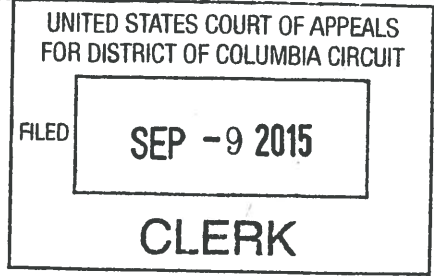 UNITED STATES COURT OF APPEALS
FOR DISTRICT OF COLUMBIA CIRCUIT
FILED
SEP -9 2015
CLERK